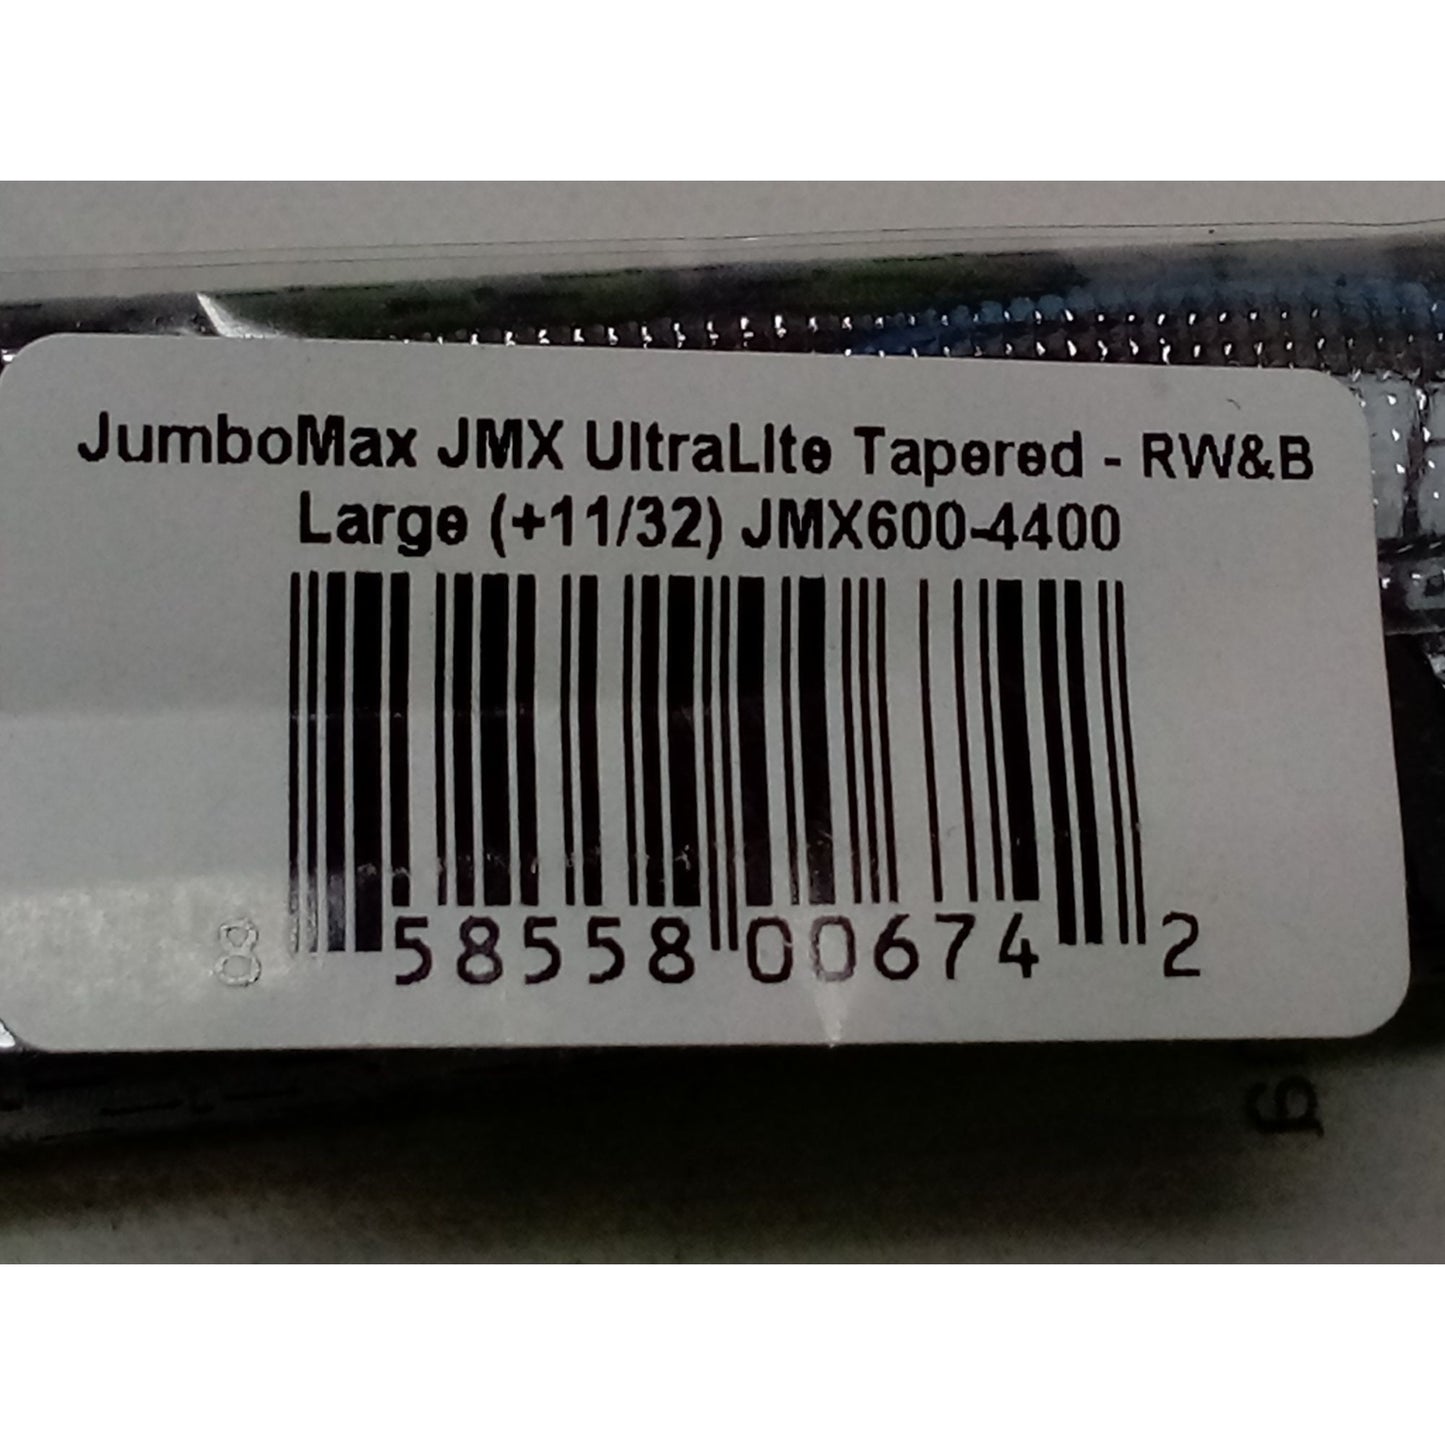 JumboMax JMX UltraLite Tapered - RW&B
Large (+11/32) JMX600-4400
8 58558 00674 2